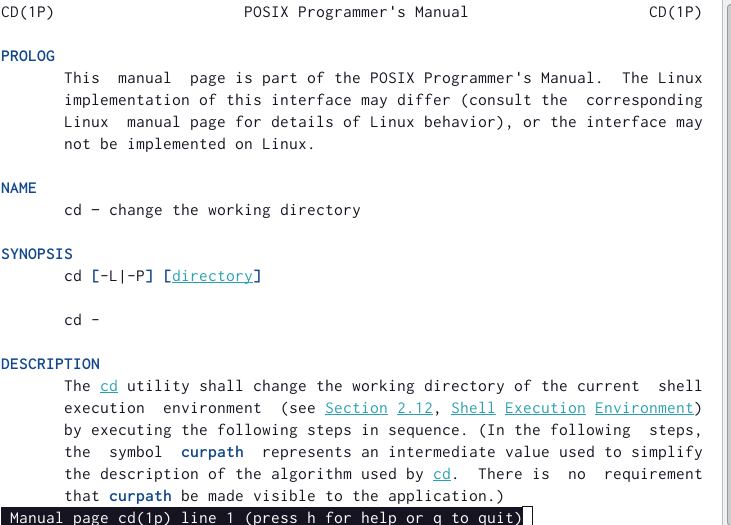 CD(1P) POSIX Programmer's Manual CD(1P)
PROLOG
This manual page is part of the POSIX Programmer's Manual. The Linux
implementation of this interface may differ (consult the corresponding
Linux manual page for details of Linux behavior), or the interface may
not be implemented on Linux.
NAME
cd — change the working directory
SYNOPSIS
cd [-L|-P] [directory]
cd -
DESCRIPTION
The cd utility shall change the working directory of the current shell
execution environment (see Section 2.12, Shell Execution Environment)
by executing the following steps in sequence. (In the following steps,
the symbol curpath represents an intermediate value used to simplify
the description of the algorithm used by cd. There is no requirement
that curpath be made visible to the application.)
Manual page cd(1p) line 1 (press h for help or q to quit)